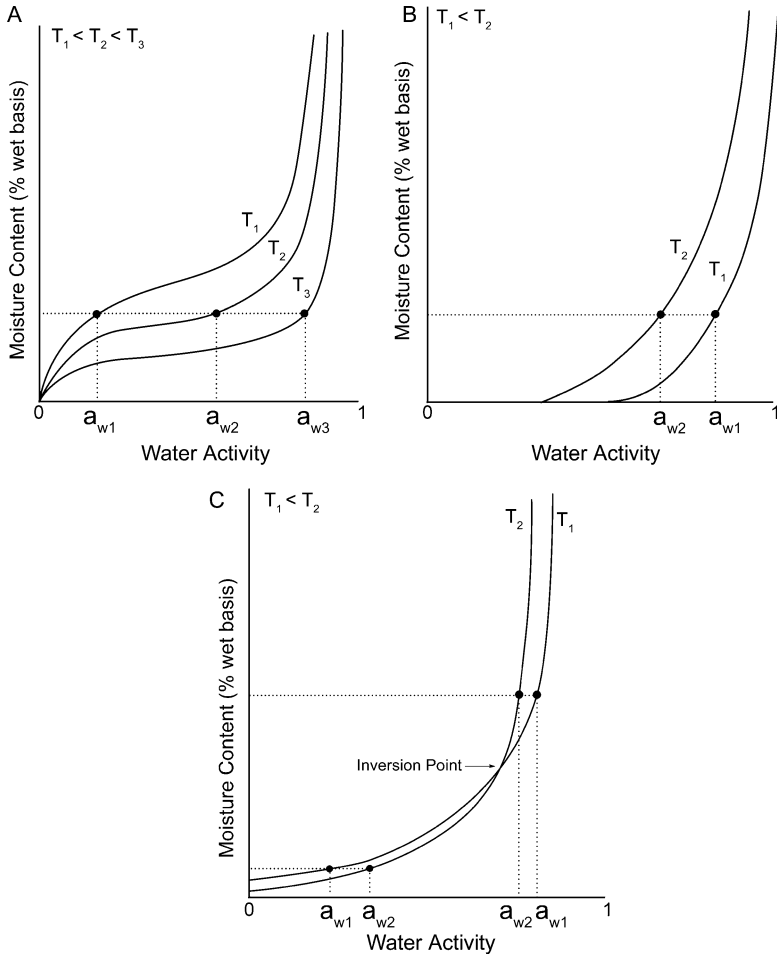 A
T1 < T2 < T3
Moisture Content (% wet basis)
T1
T2
T3
0
aw1
aw2
aw3
1
Water Activity
B
T1 < T2
Moisture Content (% wet basis)
T2
T1
0
aw2
aw1
1
Water Activity
C
T1 < T2
Moisture Content (% wet basis)
T2
T1
Inversion Point
0
aw1
aw2
aw2
aw1
1
Water Activity